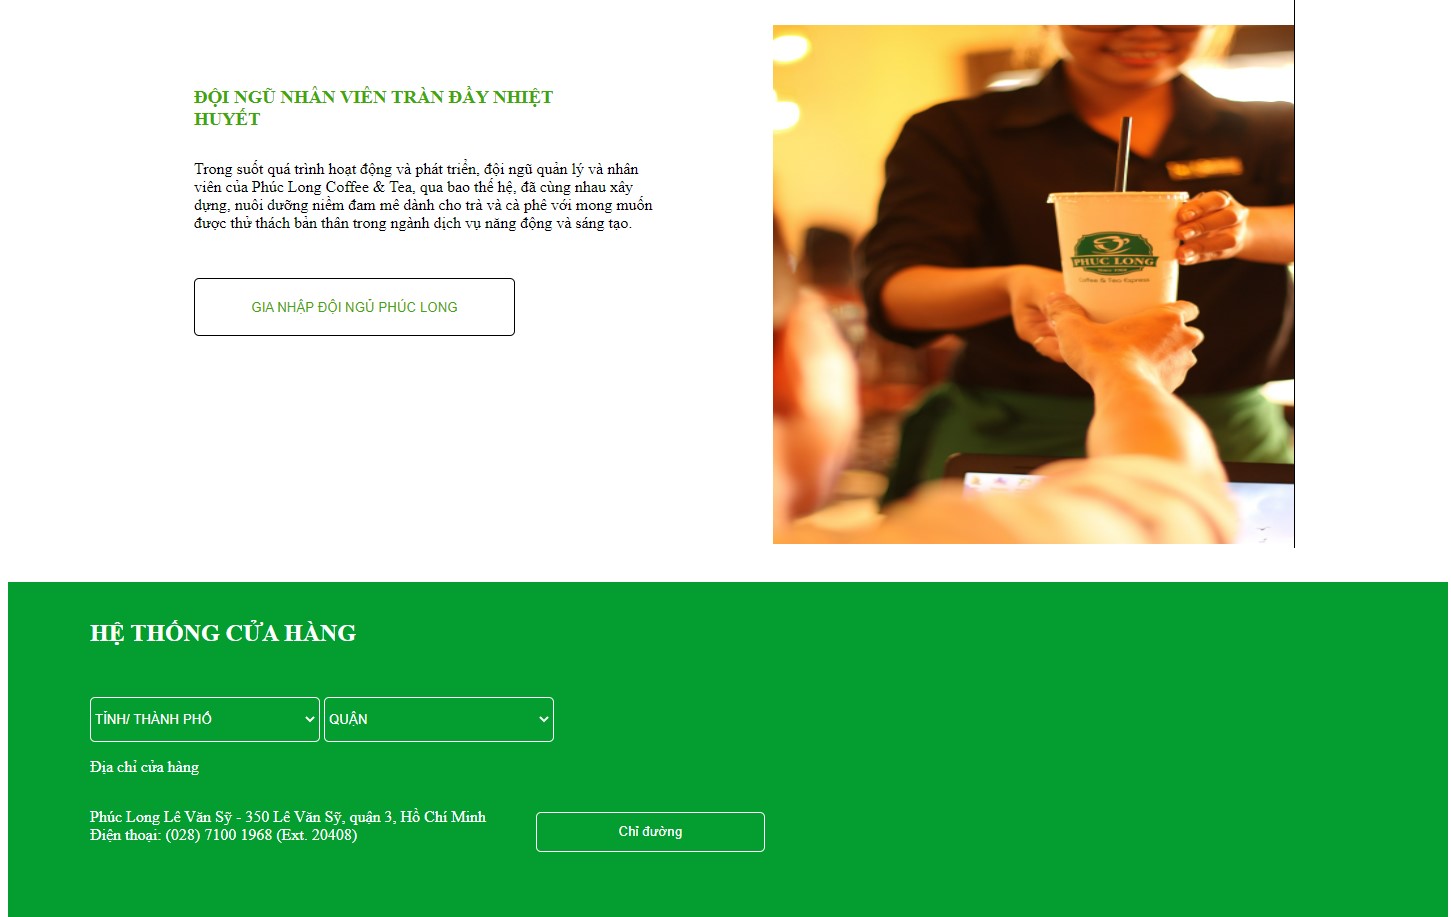 ĐỘI NGŨ NHÂN VIÊN TRÀN ĐẦY NHIỆT
HUYẾT
Trong suốt quá trình hoạt động và phát triển, đội ngũ quản lý và nhân
viên của Phúc Long Coffee & Tea, qua bao thế hệ, đã cùng nhau xây
dựng, nuôi dưỡng niềm đam mê dành cho trà và cà phê với mong muốn
được thử thách bản thân trong ngành dịch vụ năng động và sáng tạo.
GIA NHẬP ĐỘI NGỦ PHÚC LONG
PHUC LONG
Coffee & Tea Express
HỆ THỐNG CỬA HÀNG
TỈNH/ THÀNH PHỐ
QUẬN
Địa chỉ cửa hàng
Phúc Long Lê Văn Sỹ - 350 Lê Văn Sỹ, quận 3, Hồ Chí Minh
Điện thoại: (028) 7100 1968 (Ext. 20408)
Chỉ đường